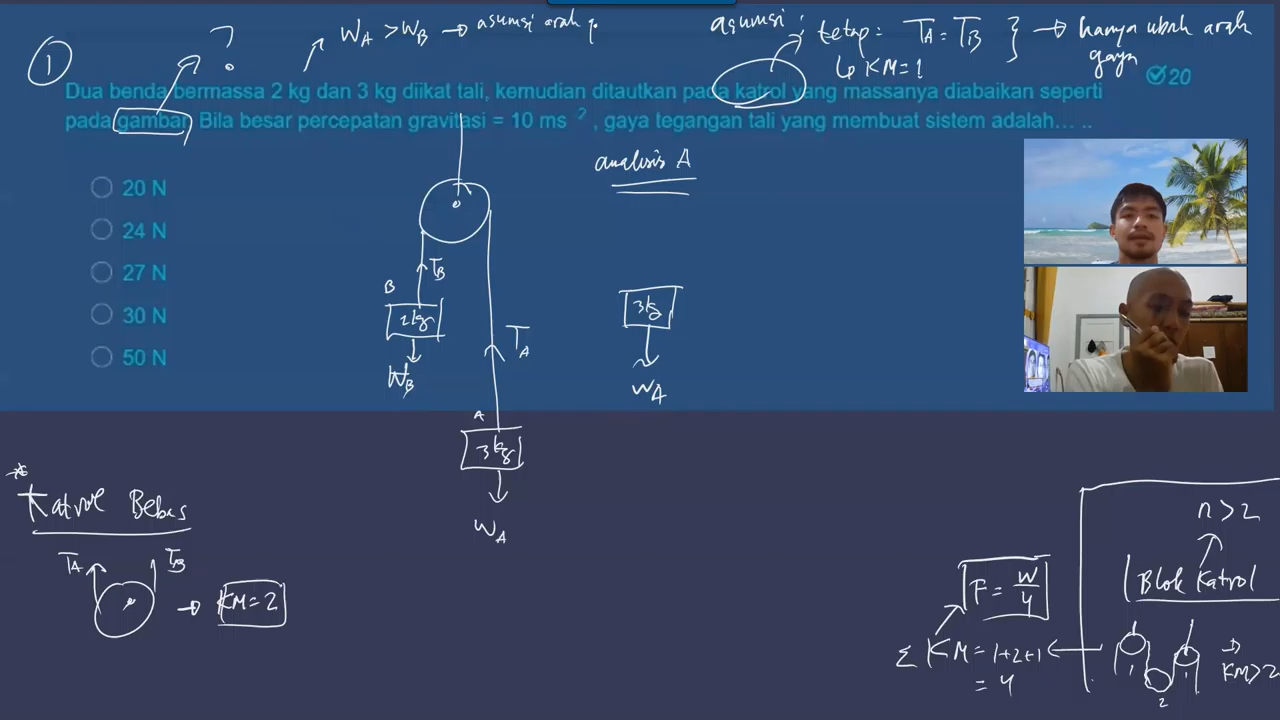 1
?
W_A > W_B → asumsi arah
asumsi : tetap = T_A = T_B } → hanya ubah arah gaya
↳ KM = 1
20
Dua benda bermassa 2 kg dan 3 kg diikat tali, kemudian ditautkan pada katrol yang massanya diabaikan seperti
pada gambar. Bila besar percepatan gravitasi = 10 ms ², gaya tegangan tali yang membuat sistem adalah… ..
analisis A
20 N
24 N
27 N
30 N
50 N
B
T_B
2kg
W_B
T_A
A
3kg
W_A
3kg
W_A
* Katrol Bebas
T_A T_B
→ KM = 2
n > 2
Blok Katrol
F = W/4
Σ KM = 1+2+1 ←
= 4
1 2 1
→ KM > 2